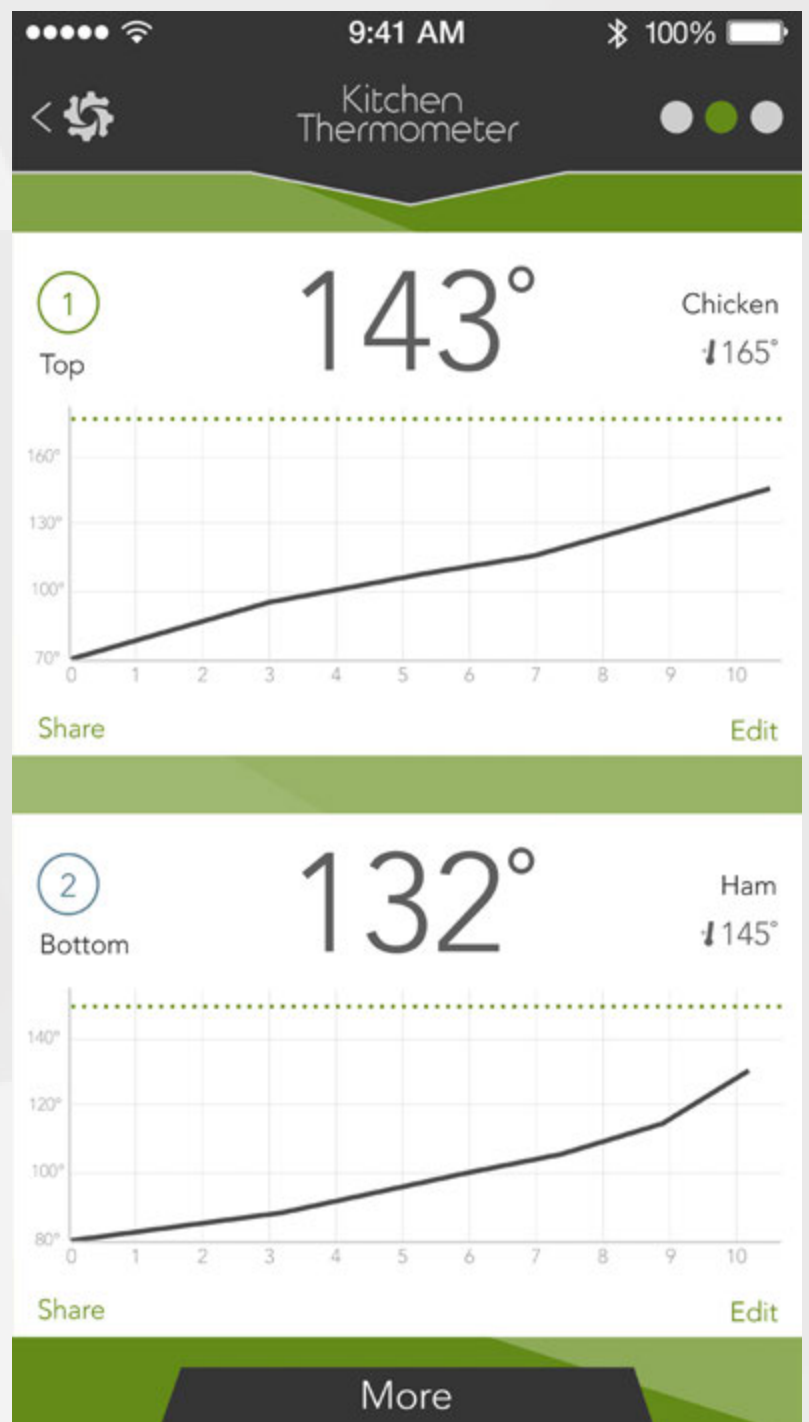 9:41 AM
100%
Kitchen
Thermometer
1
143°
Chicken
Top
165°
160°
130°
100°
70°
0 1 2 3 4 5 6 7 8 9 10
Share
Edit
2
132°
Ham
Bottom
145°
140°
120°
100°
80°
0 1 2 3 4 5 6 7 8 9 10
Share
Edit
More